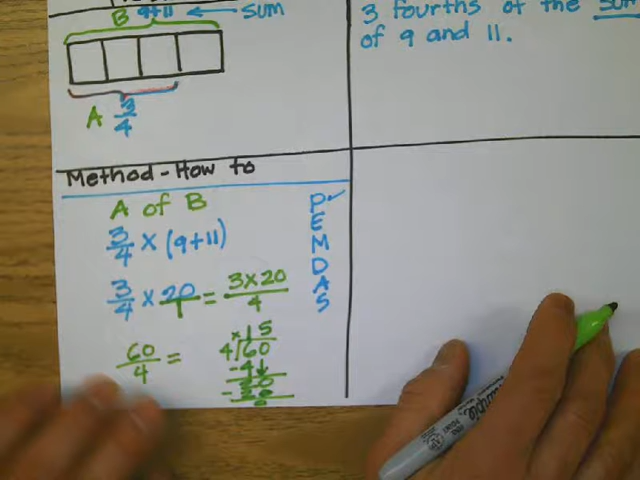 B 9+11 ← SUM
A 3/4
3 fourths of the sum
of 9 and 11.
Method - How to
A of B
3/4 × (9+11)
3/4 × 20/1 = 3×20/4
60/4 =
× 15
4√60
-4↓
20
-20
0
P✓
E
M
D
A
S